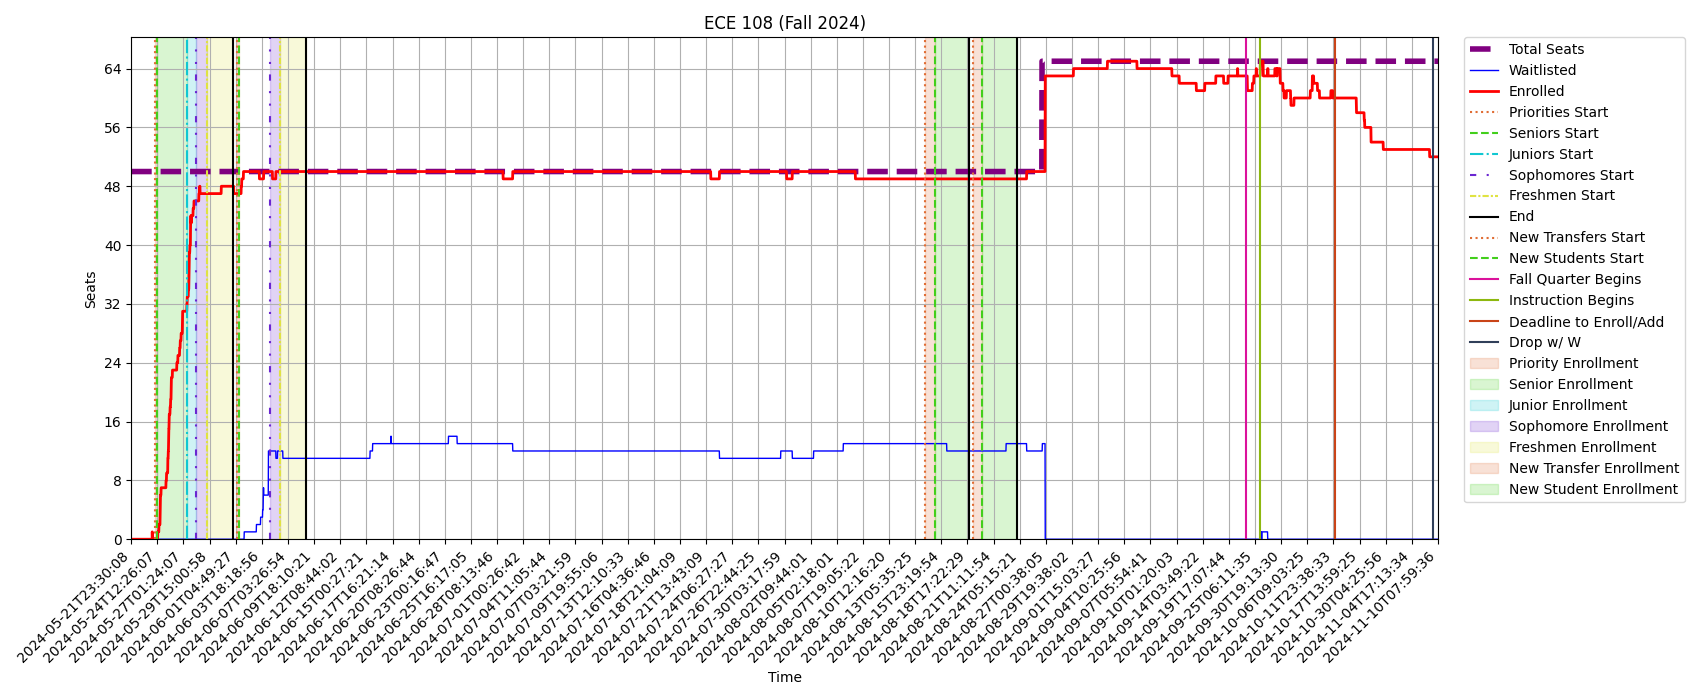 ECE 108 (Fall 2024)
Seats
64
56
48
40
32
24
16
8
0
2024-05-21T23:30:08
2024-05-24T12:26:07
2024-05-27T01:24:07
2024-05-29T15:00:58
2024-06-01T04:49:27
2024-06-03T18:18:56
2024-06-07T03:26:54
2024-06-09T18:10:21
2024-06-12T08:44:02
2024-06-15T00:27:21
2024-06-17T16:21:14
2024-06-20T08:26:44
2024-06-23T00:16:47
2024-06-25T16:17:05
2024-06-28T08:13:46
2024-07-01T00:26:42
2024-07-04T11:05:44
2024-07-07T03:21:59
2024-07-09T19:55:06
2024-07-13T12:10:33
2024-07-16T04:36:46
2024-07-18T21:04:09
2024-07-21T13:43:09
2024-07-24T06:27:27
2024-07-26T22:44:25
2024-07-30T03:17:59
2024-08-02T09:44:01
2024-08-05T02:18:01
2024-08-07T19:05:22
2024-08-10T12:16:20
2024-08-13T05:35:25
2024-08-15T23:19:54
2024-08-18T17:22:29
2024-08-21T11:11:54
2024-08-24T05:15:21
2024-08-27T00:38:05
2024-08-29T19:38:02
2024-09-01T15:03:27
2024-09-04T10:25:56
2024-09-07T05:54:41
2024-09-10T01:20:03
2024-09-14T03:49:22
2024-09-19T17:07:44
2024-09-25T06:11:35
2024-09-30T19:13:30
2024-10-06T09:03:25
2024-10-11T23:38:33
2024-10-17T13:59:25
2024-10-30T04:25:56
2024-11-04T17:13:34
2024-11-10T07:59:36
Time
Total Seats
Waitlisted
Enrolled
Priorities Start
Seniors Start
Juniors Start
Sophomores Start
Freshmen Start
End
New Transfers Start
New Students Start
Fall Quarter Begins
Instruction Begins
Deadline to Enroll/Add
Drop w/ W
Priority Enrollment
Senior Enrollment
Junior Enrollment
Sophomore Enrollment
Freshmen Enrollment
New Transfer Enrollment
New Student Enrollment